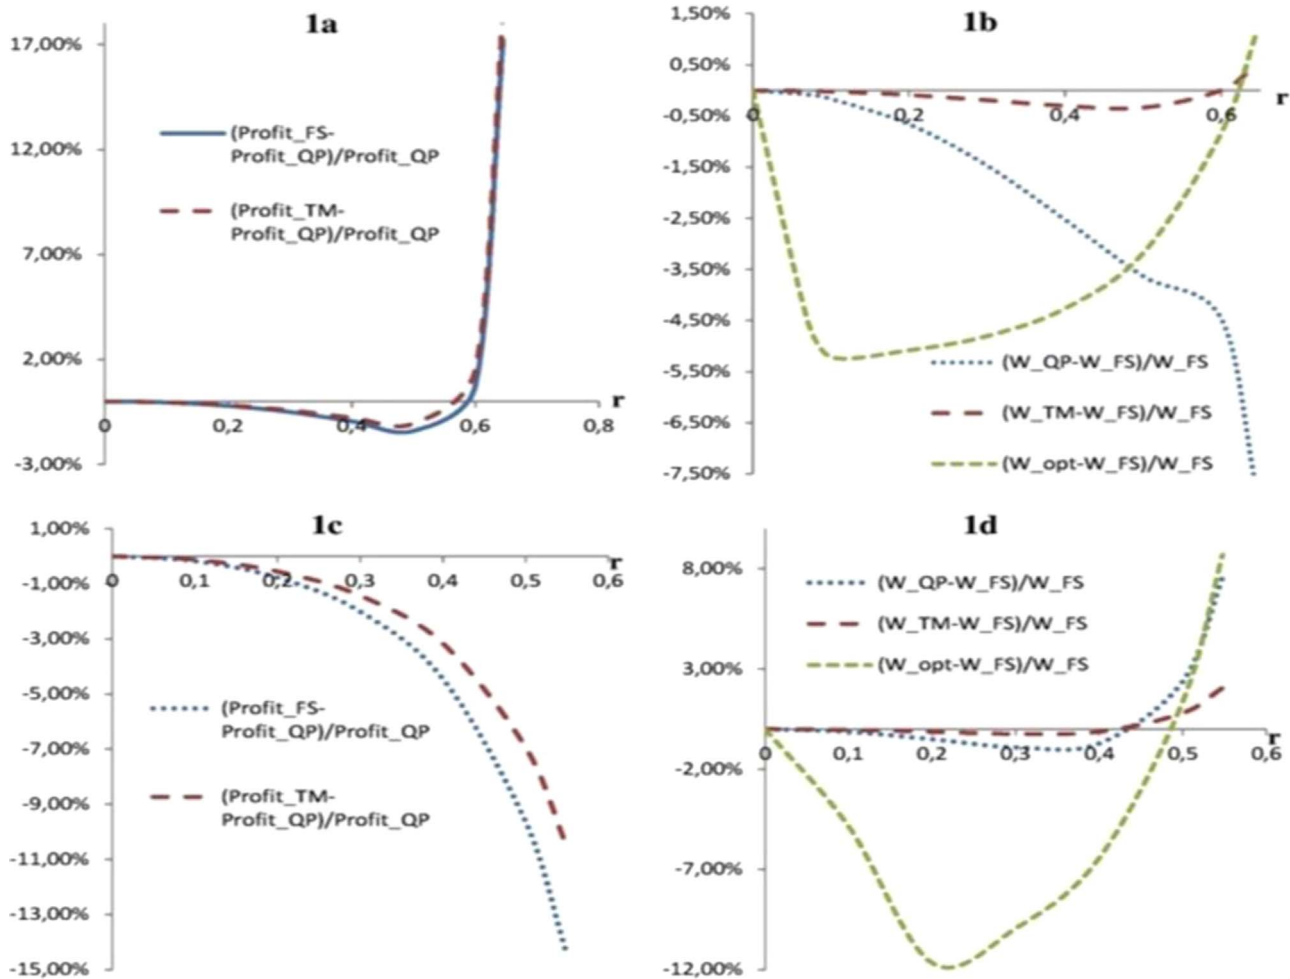 1a
17,00%
12,00%
7,00%
2,00%
-3,00%
0
0,2
0,4
0,6
0,8
r
(Profit_FS-
Profit_QP)/Profit_QP
(Profit_TM-
Profit_QP)/Profit_QP
1b
1,50%
0,50%
-0,50%
-1,50%
-2,50%
-3,50%
-4,50%
-5,50%
-6,50%
-7,50%
0
0,2
0,4
0,6
r
(W_QP-W_FS)/W_FS
(W_TM-W_FS)/W_FS
(W_opt-W_FS)/W_FS
1c
1,00%
-1,00%
-3,00%
-5,00%
-7,00%
-9,00%
-11,00%
-13,00%
-15,00%
0
0,1
0,2
0,3
0,4
0,5
0,6
r
(Profit_FS-
Profit_QP)/Profit_QP
(Profit_TM-
Profit_QP)/Profit_QP
1d
8,00%
3,00%
-2,00%
-7,00%
-12,00%
0
0,1
0,2
0,3
0,4
0,5
0,6
r
(W_QP-W_FS)/W_FS
(W_TM-W_FS)/W_FS
(W_opt-W_FS)/W_FS